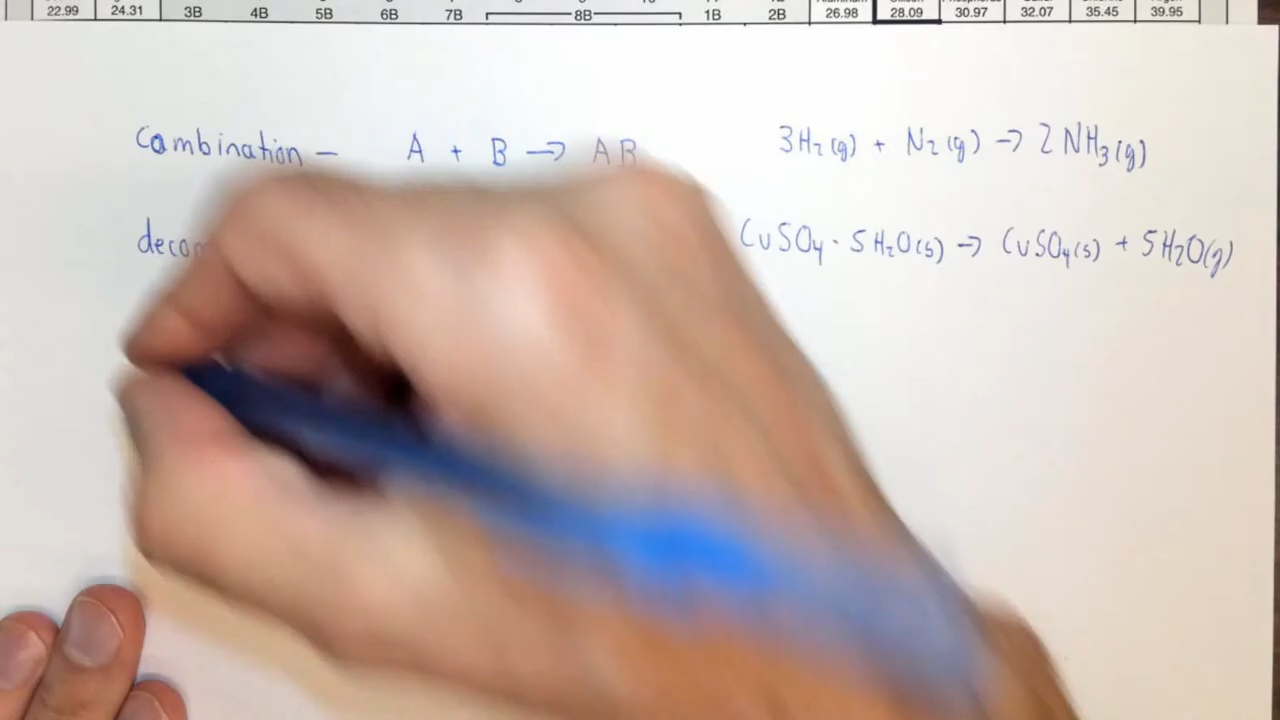 22.99 24.31 3B 4B 5B 6B 7B 8B 1B 2B 26.98 28.09 30.97 32.07 35.45 39.95
Combination – A + B → AB 3H₂(g) + N₂(g) → 2NH₃(g)
CuSO₄ · 5H₂O(s) → CuSO₄(s) + 5H₂O(g)